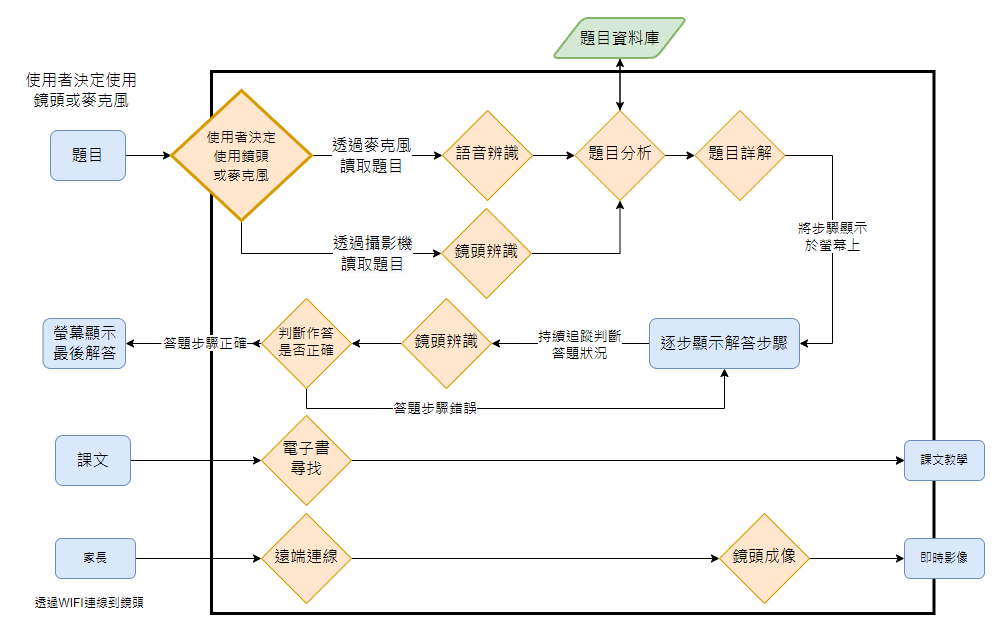 題目資料庫
使用者決定使用
鏡頭或麥克風
題目
使用者決定
使用鏡頭
或麥克風
透過麥克風
讀取題目
語音辨識
題目分析
題目詳解
透過攝影機
讀取題目
鏡頭辨識
將步驟顯示
於螢幕上
螢幕顯示
最後解答
答題步驟正確
判斷作答
是否正確
鏡頭辨識
持續追蹤判斷
答題狀況
逐步顯示解答步驟
答題步驟錯誤
課文
電子書
尋找
課文教學
家長
遠端連線
鏡頭成像
即時影像
透過WIFI連線到鏡頭